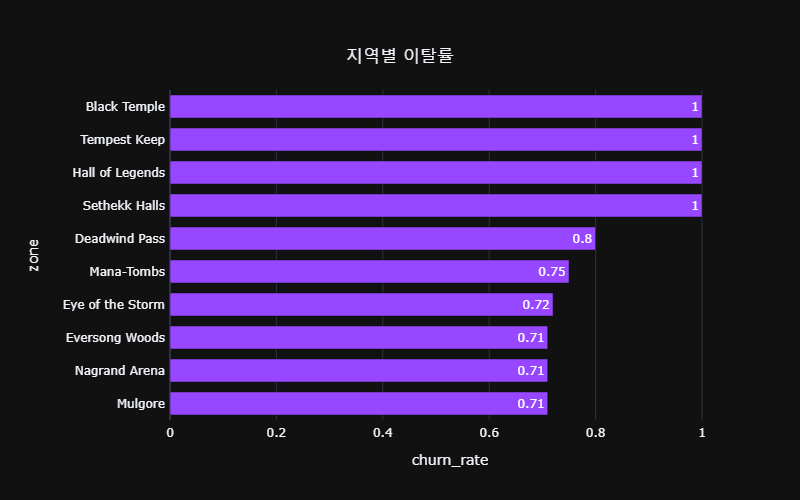 지역별 이탈률
zone
Black Temple 1
Tempest Keep 1
Hall of Legends 1
Sethekk Halls 1
Deadwind Pass 0.8
Mana-Tombs 0.75
Eye of the Storm 0.72
Eversong Woods 0.71
Nagrand Arena 0.71
Mulgore 0.71
0 0.2 0.4 0.6 0.8 1
churn_rate